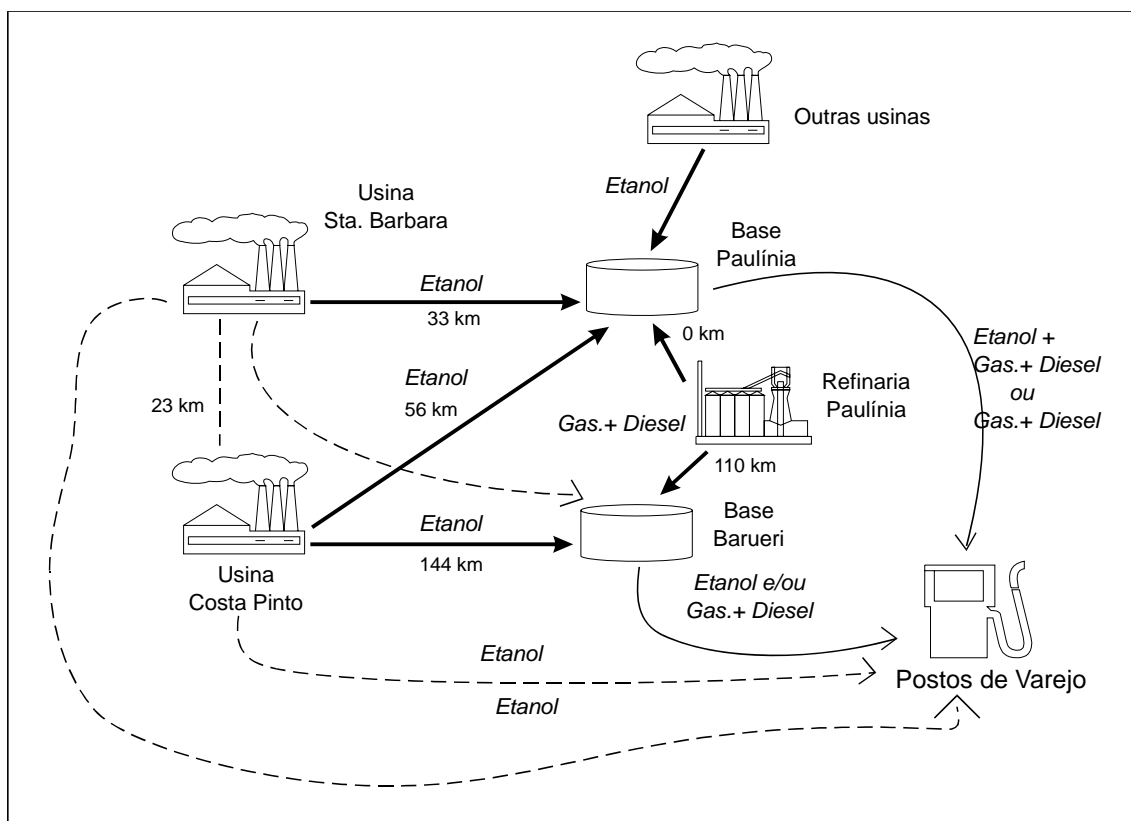 Outras usinas
Etanol
Usina
Sta. Barbara
Base
Paulínia
Etanol
33 km
0 km
Etanol +
Gas.+ Diesel
ou
Gas.+ Diesel
Etanol
56 km
23 km
Refinaria
Paulínia
Gas.+ Diesel
110 km
Etanol
144 km
Base
Barueri
Usina
Costa Pinto
Etanol e/ou
Gas.+ Diesel
Etanol
Etanol
Postos de Varejo